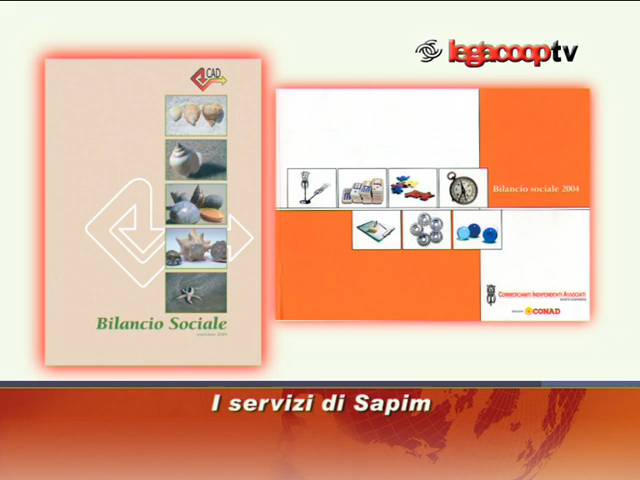 legacooptv
CAD
Bilancio Sociale
Bilancio sociale 2004
COMMERCIANTI INDIPENDENTI ASSOCIATI
CONAD
I servizi di Sapim